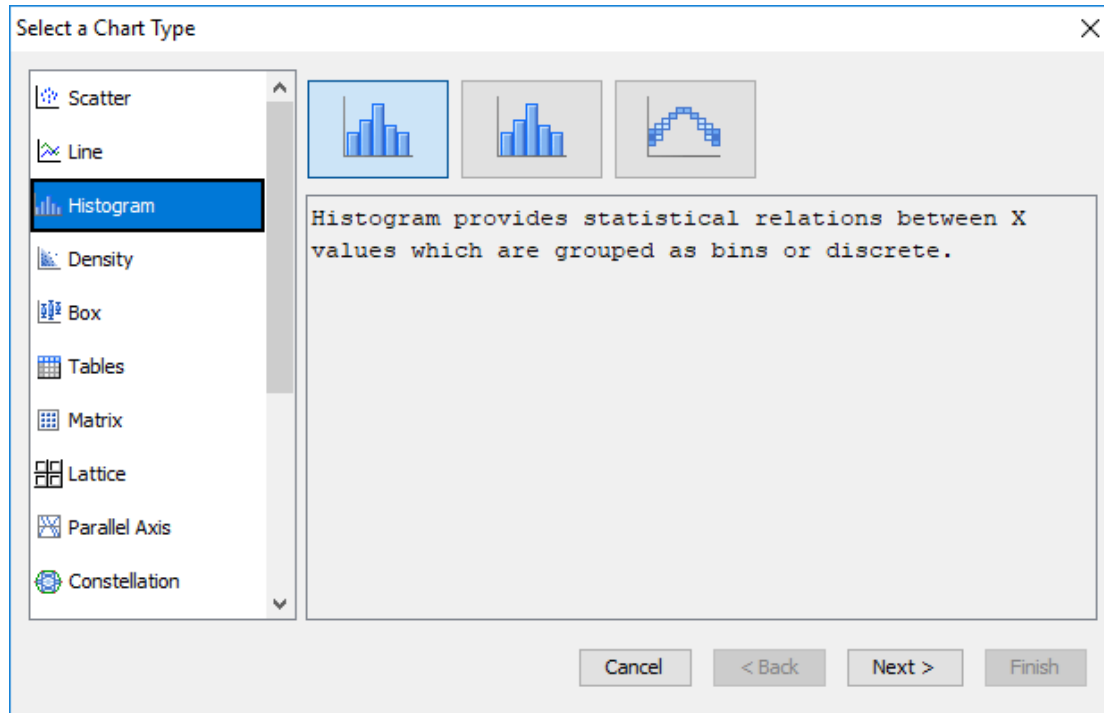 Select a Chart Type
Scatter
Line
Histogram
Density
Box
Tables
Matrix
Lattice
Parallel Axis
Constellation
Histogram provides statistical relations between X
values which are grouped as bins or discrete.
Cancel
< Back
Next >
Finish